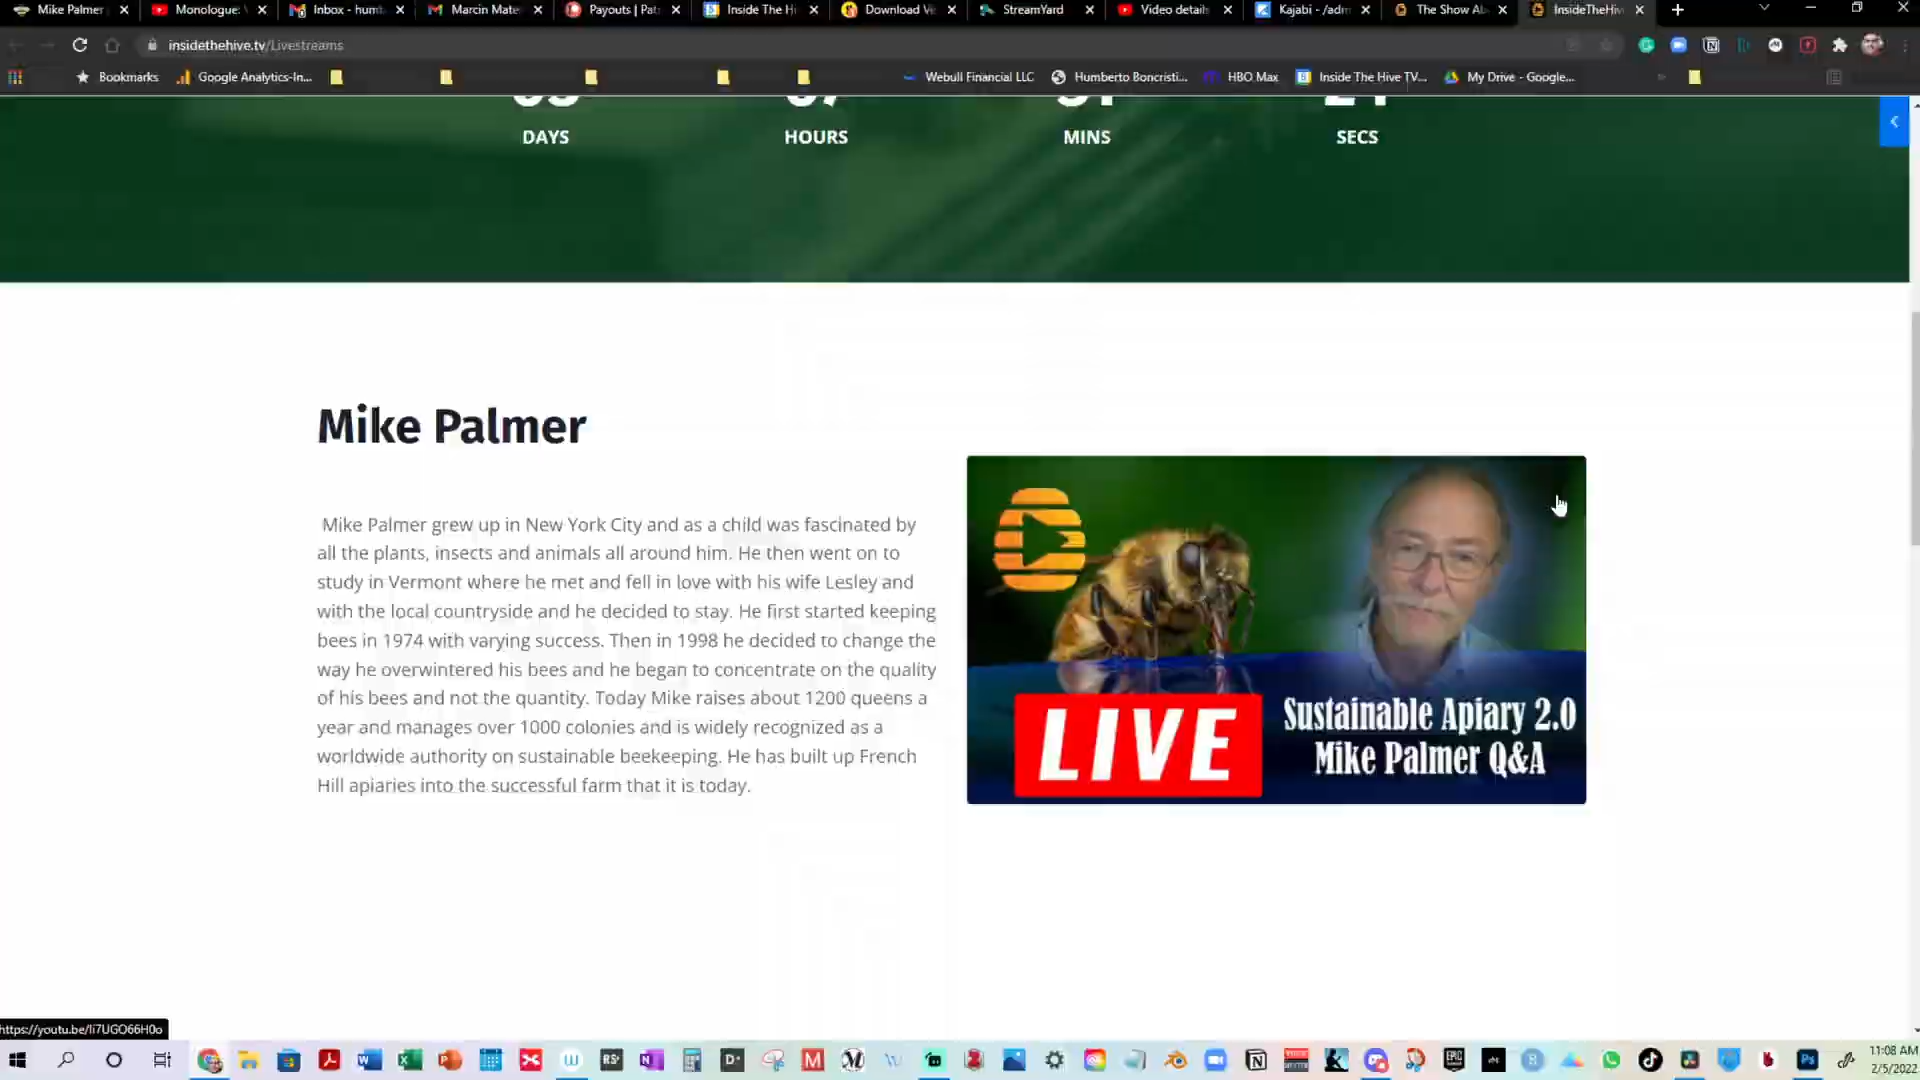 Mike Palmer
Monologue: V
Inbox - humb
Marcin Mate
Payouts | Pat
Inside The Hi
Download Vi
StreamYard
Video details
Kajabi - /adm
The Show Ab
InsideTheHiv
insidethehive.tv/Livestreams
Bookmarks
Google Analytics-In...
Webull Financial LLC
Humberto Boncristi...
HBO Max
Inside The Hive TV...
My Drive - Google...
DAYS
HOURS
MINS
SECS
Mike Palmer
Mike Palmer grew up in New York City and as a child was fascinated by
all the plants, insects and animals all around him. He then went on to
study in Vermont where he met and fell in love with his wife Lesley and
with the local countryside and he decided to stay. He first started keeping
bees in 1974 with varying success. Then in 1998 he decided to change the
way he overwintered his bees and he began to concentrate on the quality
of his bees and not the quantity. Today Mike raises about 1200 queens a
year and manages over 1000 colonies and is widely recognized as a
worldwide authority on sustainable beekeeping. He has built up French
Hill apiaries into the successful farm that it is today.
LIVE
Sustainable Apiary 2.0
Mike Palmer Q&A
11:08 AM
2/5/2022